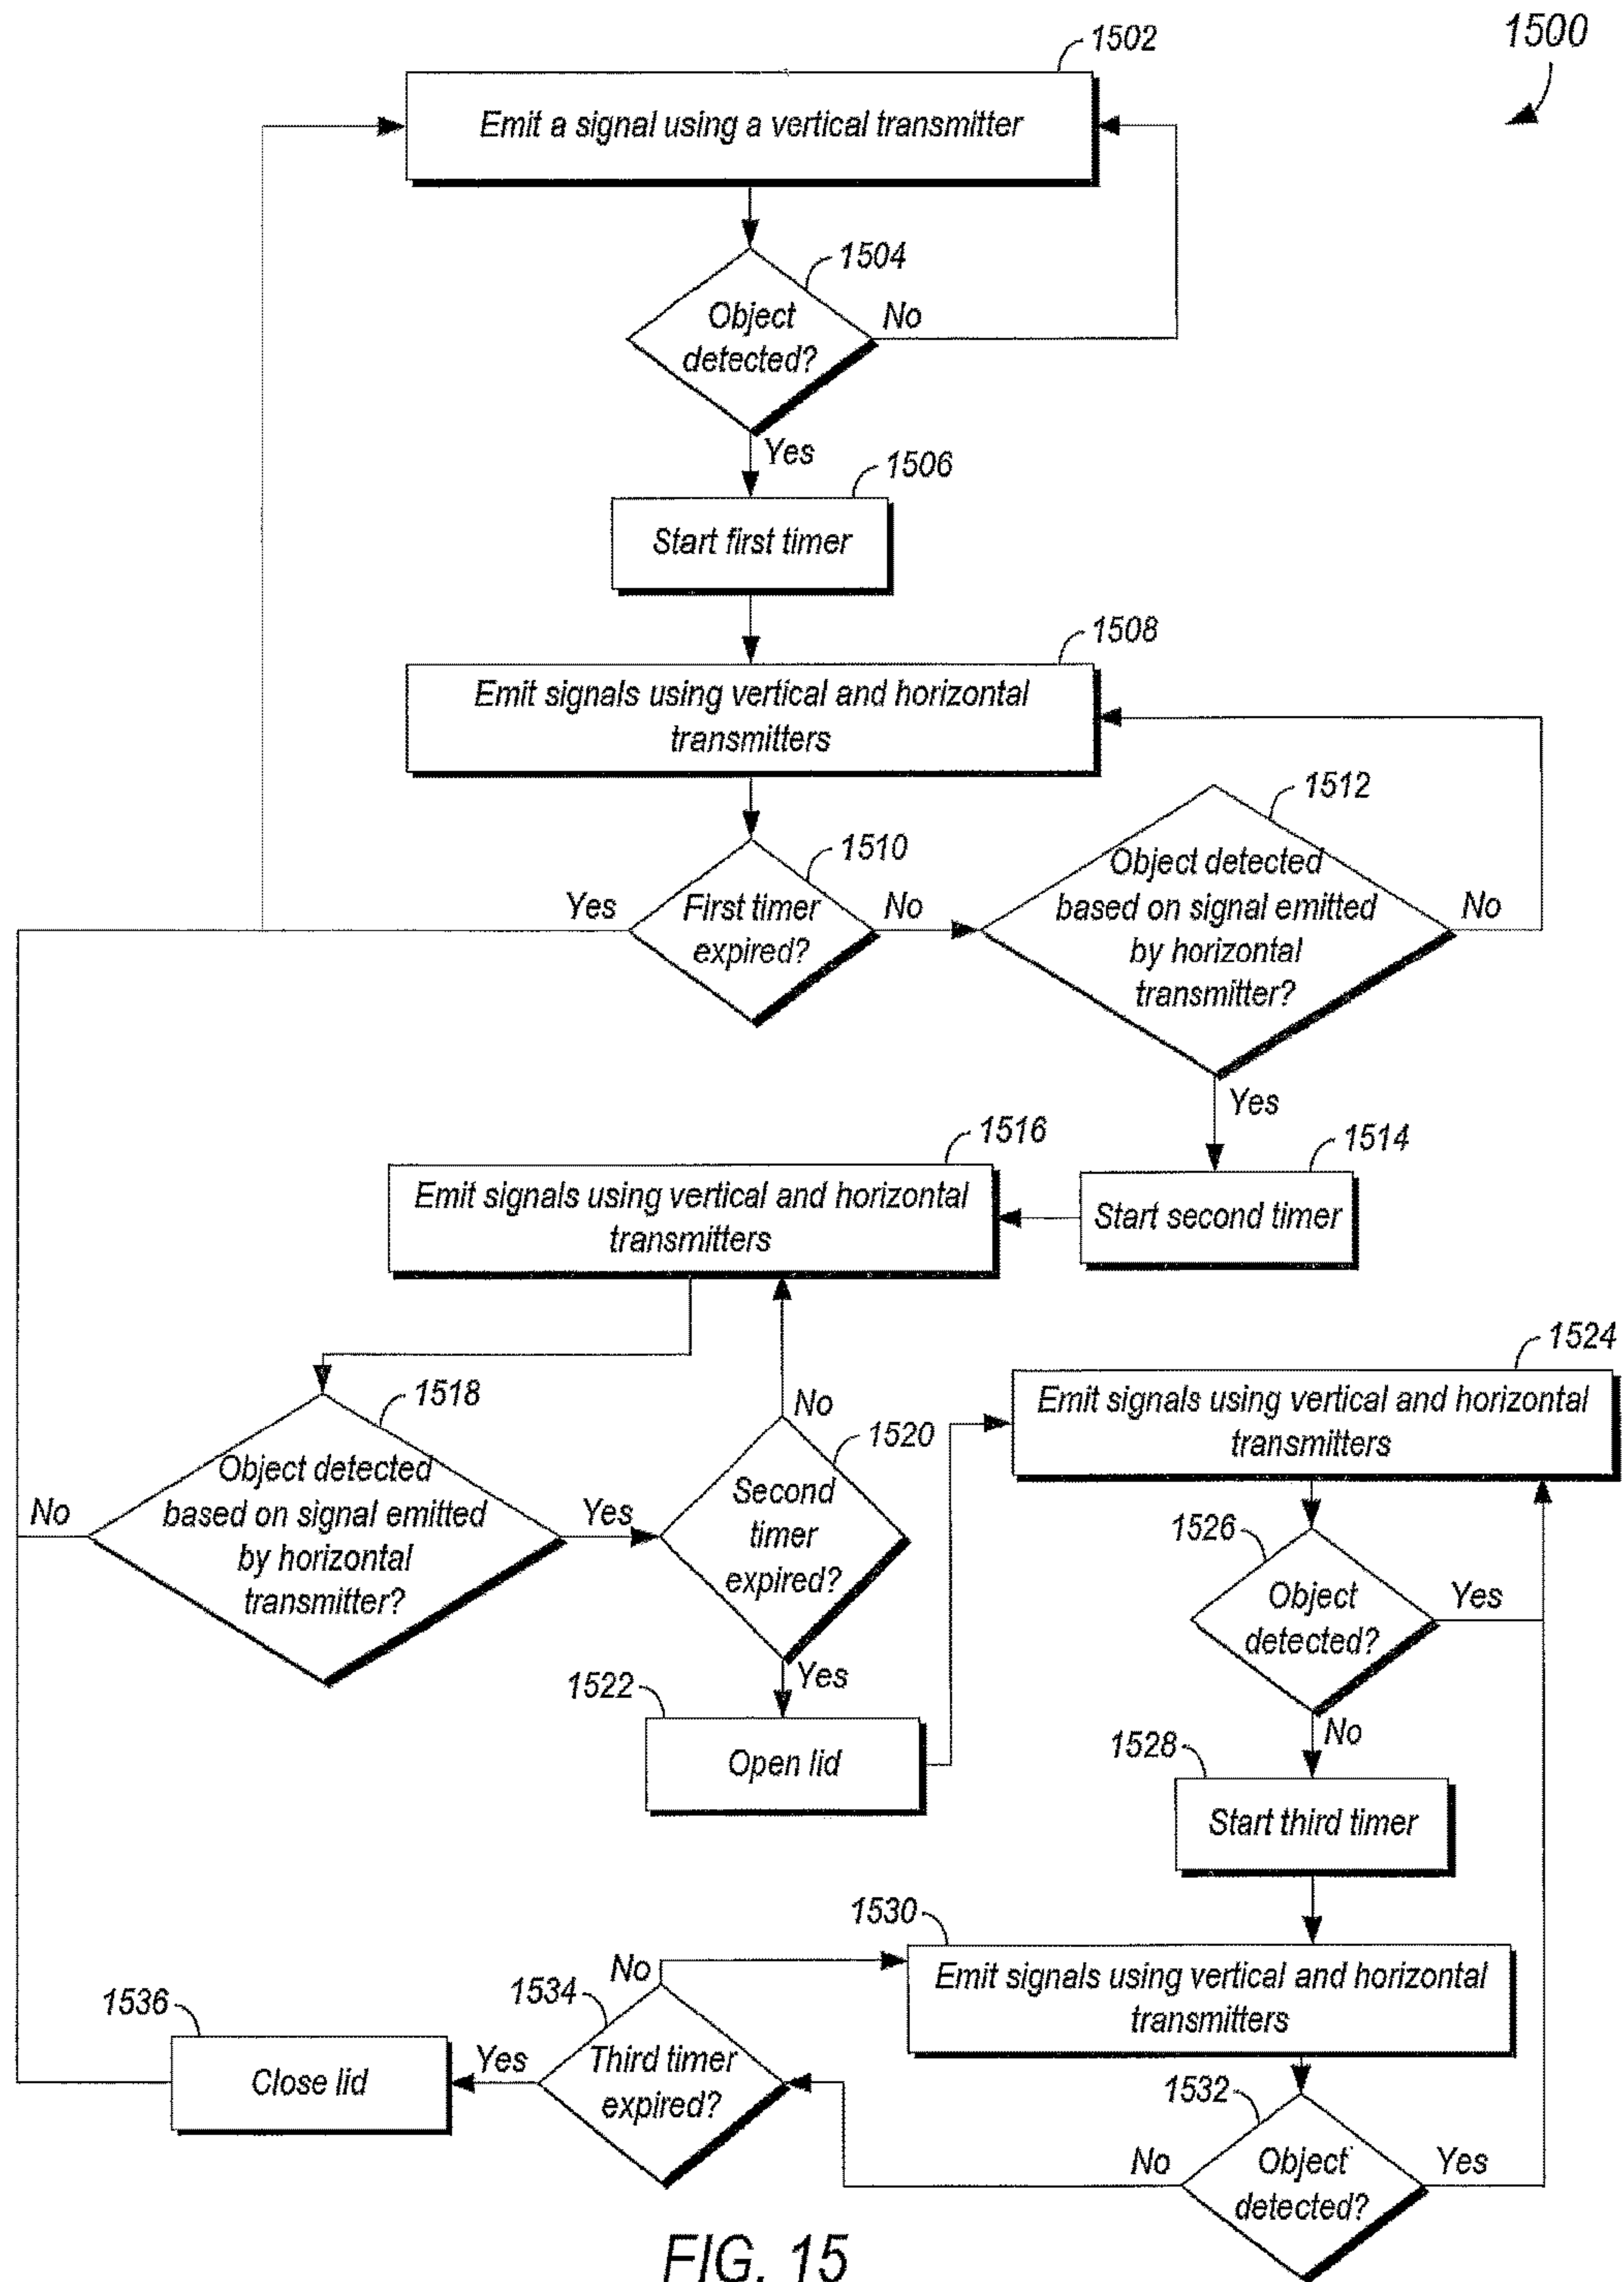 1500
1502
Emit a signal using a vertical transmitter
1504
Object
detected?
No
Yes
1506
Start first timer
1508
Emit signals using vertical and horizontal
transmitters
1510
First timer
expired?
Yes
No
1512
Object detected
based on signal emitted
by horizontal
transmitter?
No
Yes
1514
Start second timer
1516
Emit signals using vertical and horizontal
transmitters
1518
Object detected
based on signal emitted
by horizontal
transmitter?
No
Yes
1520
Second
timer
expired?
No
Yes
1522
Open lid
1524
Emit signals using vertical and horizontal
transmitters
1526
Object
detected?
Yes
No
1528
Start third timer
1530
Emit signals using vertical and horizontal
transmitters
1532
Object
detected?
Yes
No
1534
Third timer
expired?
No
Yes
1536
Close lid
FIG. 15